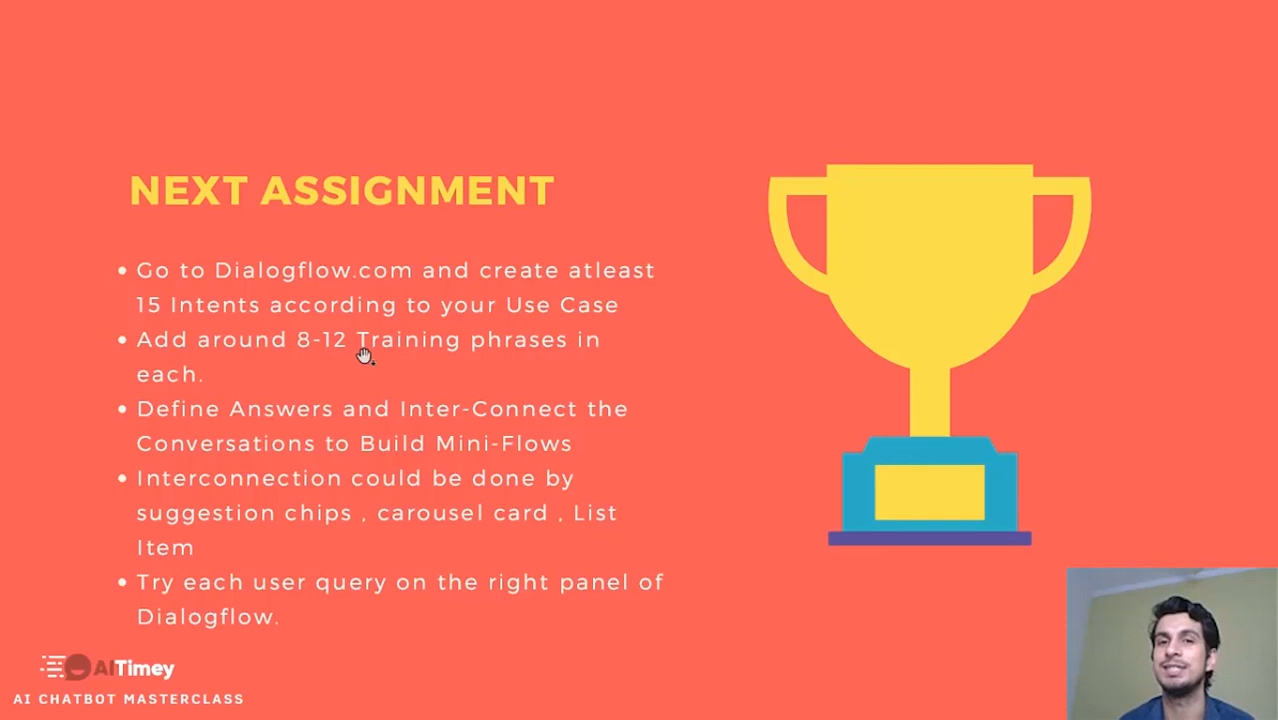 NEXT ASSIGNMENT
Go to Dialogflow.com and create atleast
15 Intents according to your Use Case
Add around 8-12 Training phrases in
each.
Define Answers and Inter-Connect the
Conversations to Build Mini-Flows
Interconnection could be done by
suggestion chips , carousel card , List
Item
Try each user query on the right panel of
Dialogflow.
AITimey
AI CHATBOT MASTERCLASS